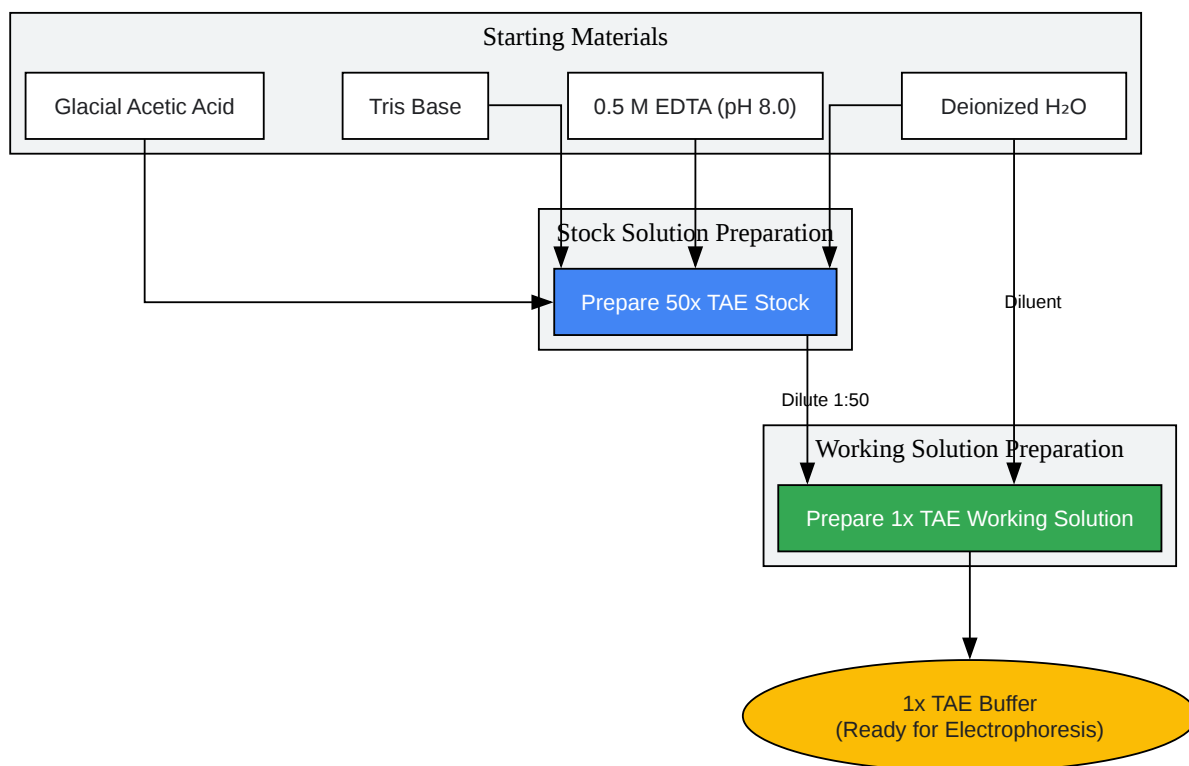 Starting Materials
Glacial Acetic Acid
Tris Base
0.5 M EDTA (pH 8.0)
Deionized H₂O
Stock Solution Preparation
Prepare 50x TAE Stock
Diluent
Dilute 1:50
Working Solution Preparation
Prepare 1x TAE Working Solution
1x TAE Buffer
(Ready for Electrophoresis)